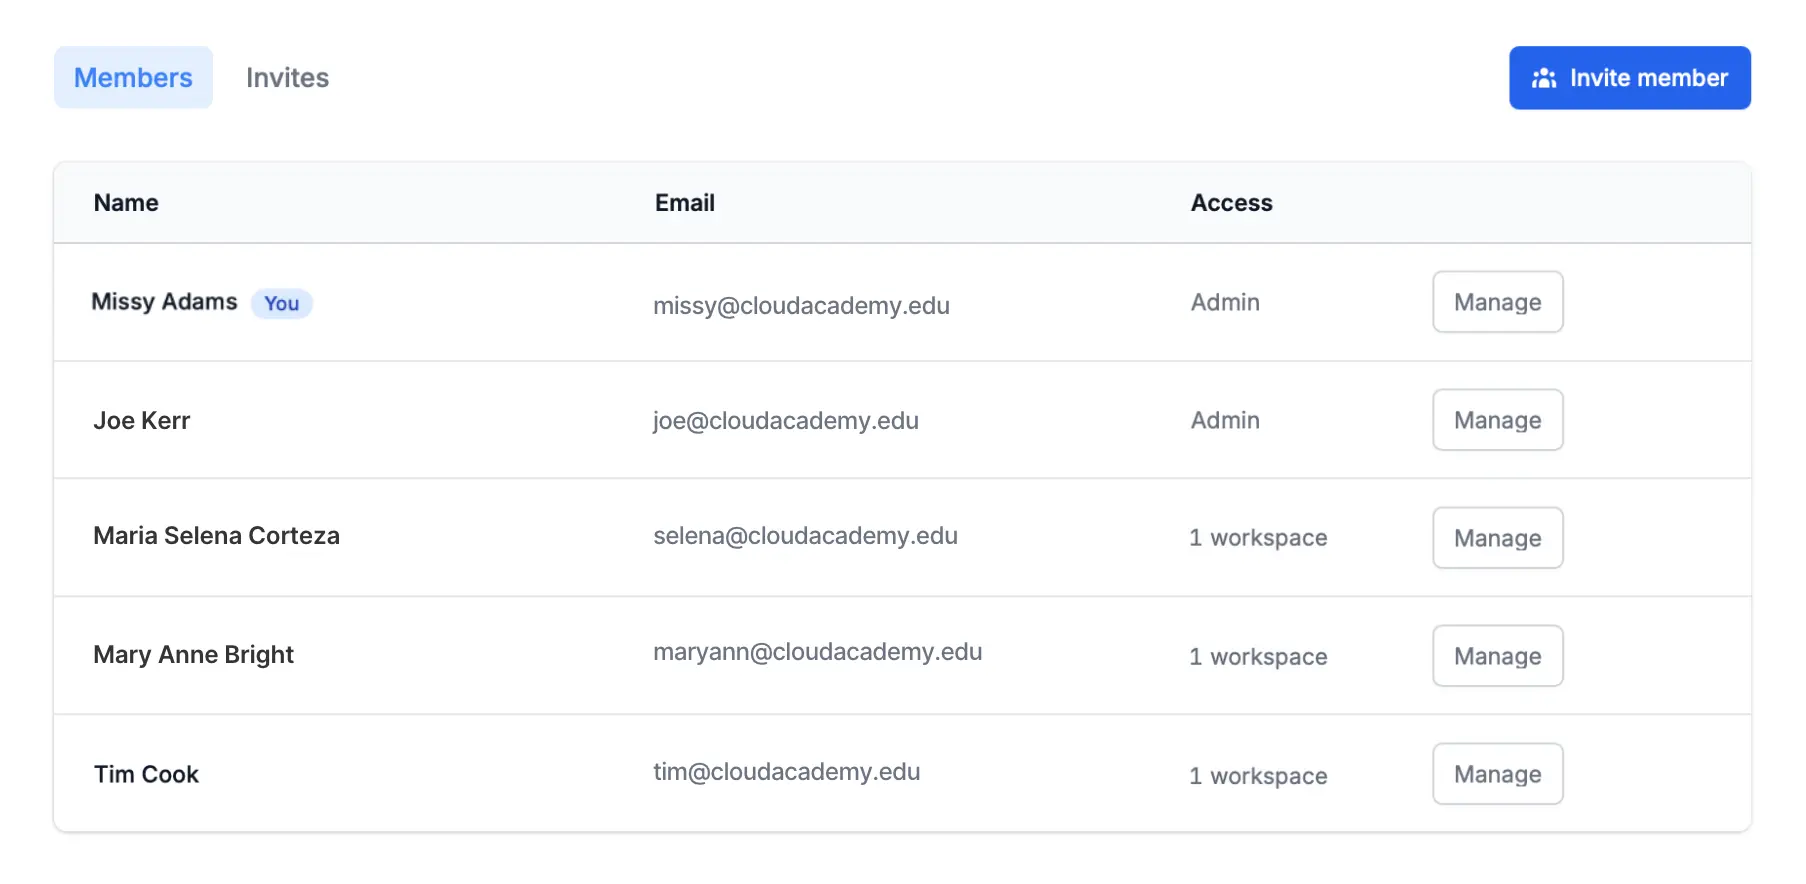 Members Invites Invite member
Name Email Access
Missy Adams You missy@cloudacademy.edu Admin Manage
Joe Kerr joe@cloudacademy.edu Admin Manage
Maria Selena Corteza selena@cloudacademy.edu 1 workspace Manage
Mary Anne Bright maryann@cloudacademy.edu 1 workspace Manage
Tim Cook tim@cloudacademy.edu 1 workspace Manage